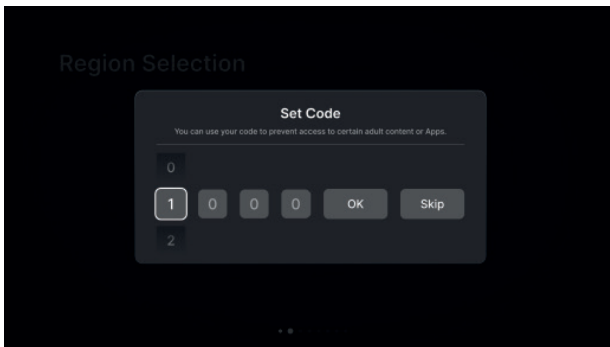 Region Selection
Set Code
You can use your code to prevent access to certain adult content or Apps.
0
1 0 0 0 OK Skip
2